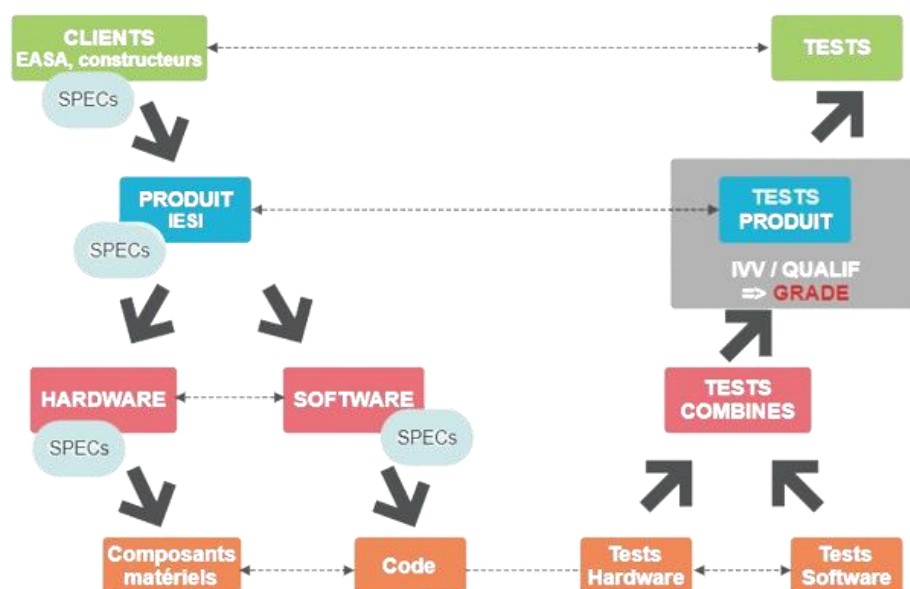 CLIENTS
EASA, constructeurs
TESTS
SPECs
PRODUIT
IESI
TESTS
PRODUIT
SPECs
IVV / QUALIF
=> GRADE
HARDWARE
SOFTWARE
TESTS
COMBINES
SPECs
SPECs
Composants
matériels
Code
Tests
Hardware
Tests
Software